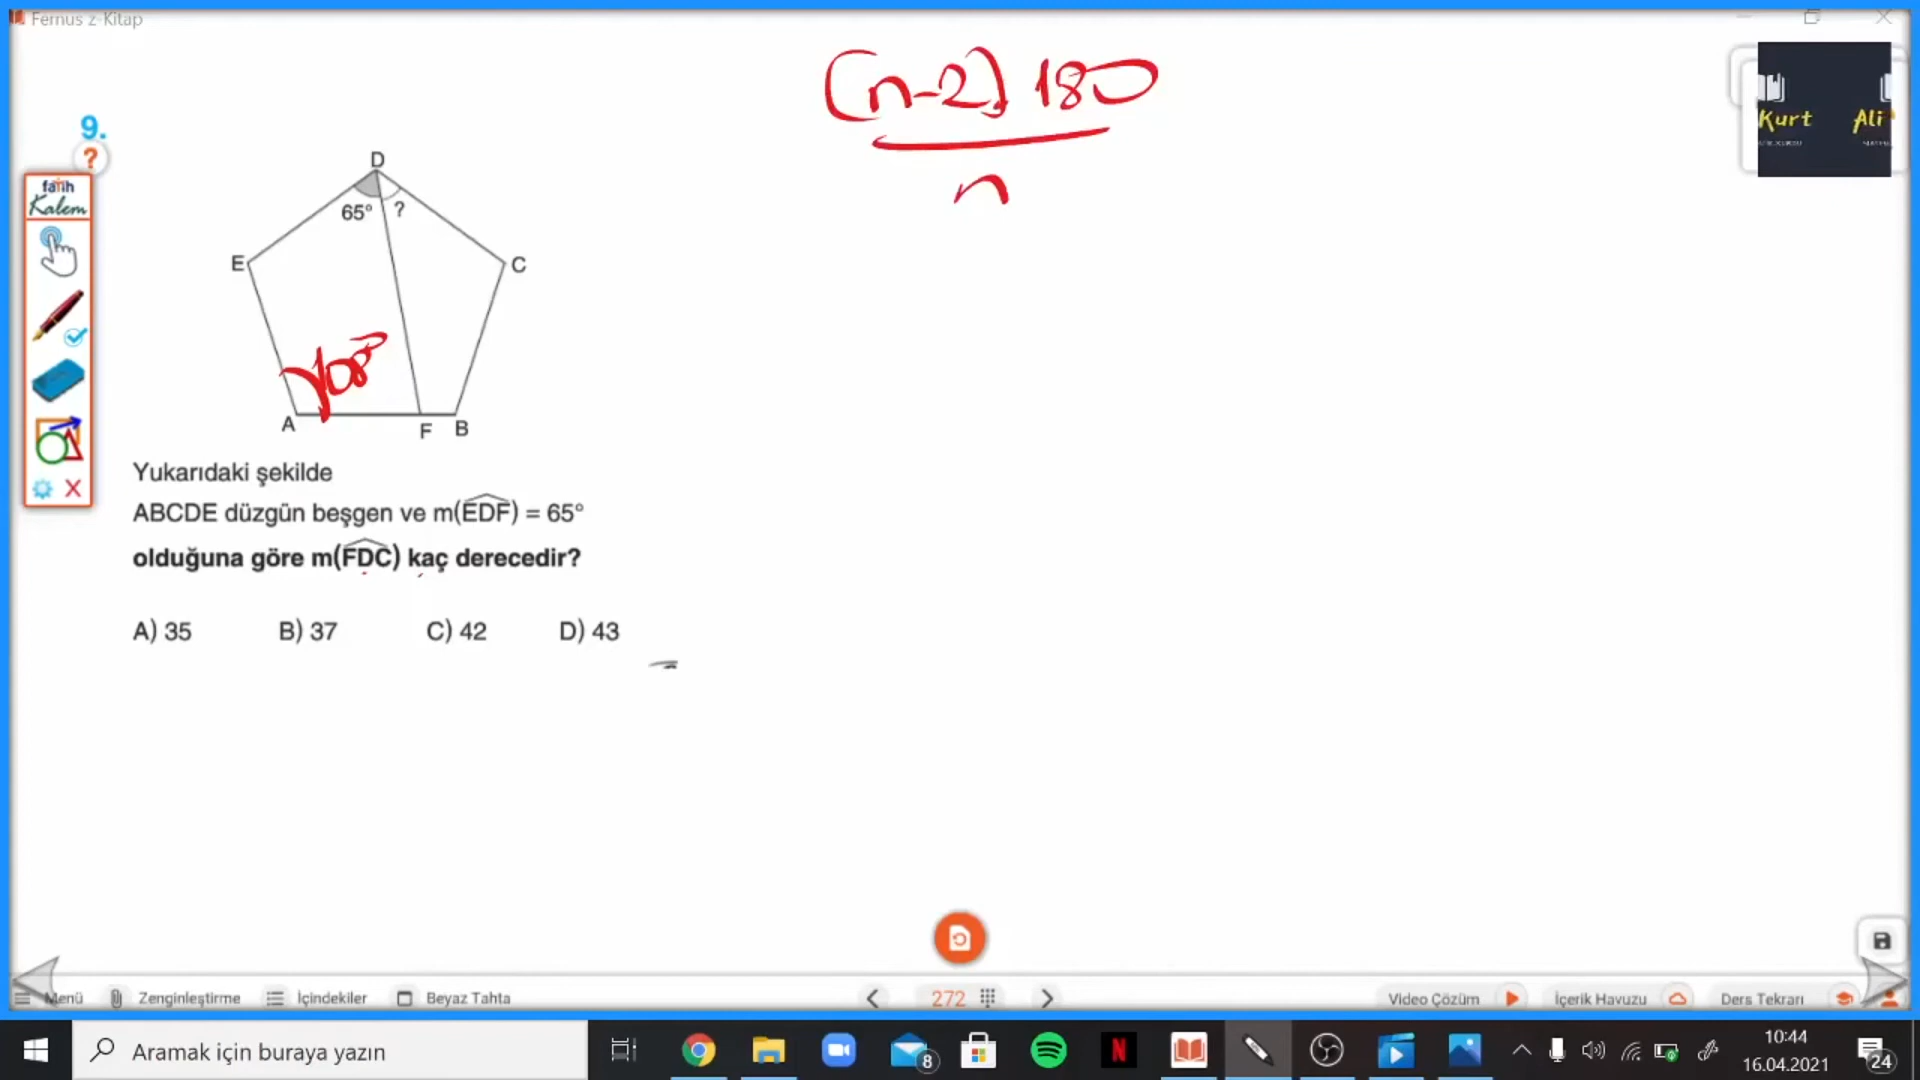 Fernus z-Kitap
(n-2) 180
n
Kurt Ali
9.
?
fatih
Kalem
D
65° ?
E
C
108°
A
F B
Yukarıdaki şekilde
ABCDE düzgün beşgen ve m(EDF) = 65°
olduğuna göre m(FDC) kaç derecedir?
A) 35 B) 37 C) 42 D) 43
Menü Zenginleştirme İçindekiler Beyaz Tahta 272 Video Çözüm İçerik Havuzu Ders Tekrarı
Aramak için buraya yazın
8
N
10:44
16.04.2021
24